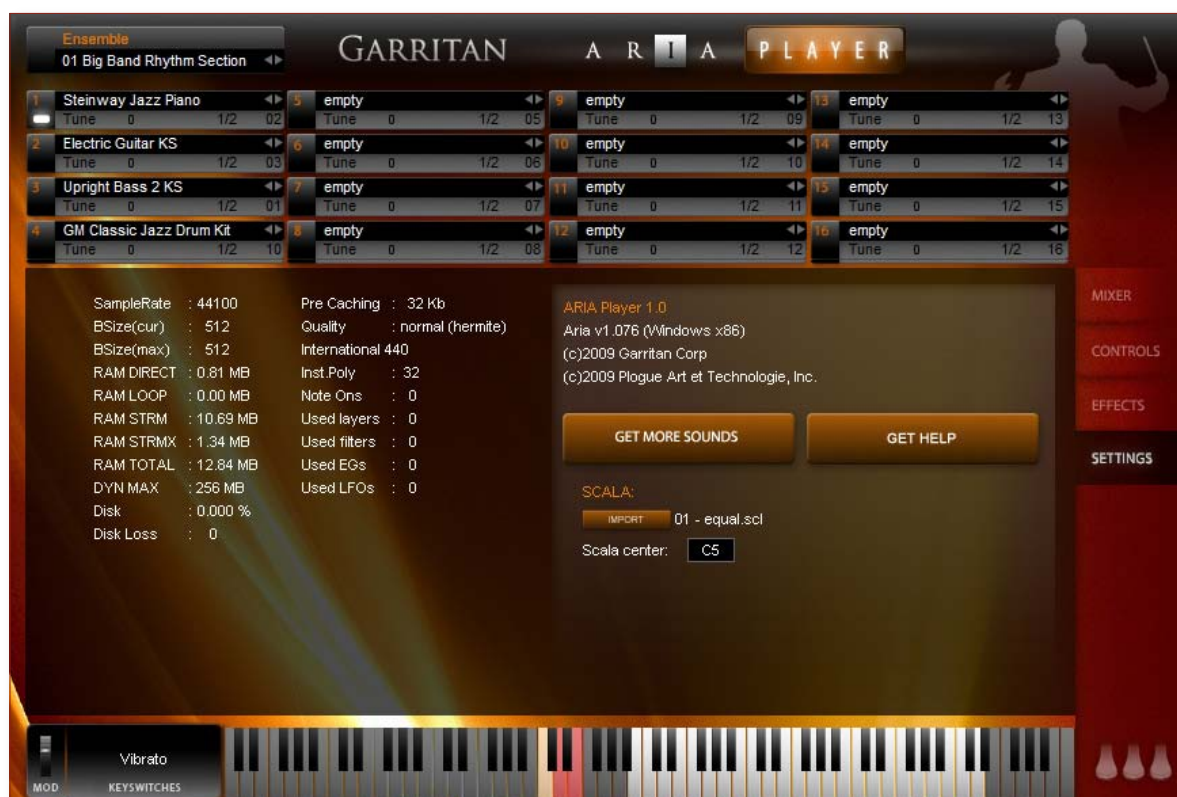 Ensemble
01 Big Band Rhythm Section
GARRITAN ARIA PLAYER
1 Steinway Jazz Piano
Tune 0 1/2 02
5 empty
Tune 0 1/2 05
9 empty
Tune 0 1/2 09
13 empty
Tune 0 1/2 13
2 Electric Guitar KS
Tune 0 1/2 03
6 empty
Tune 0 1/2 06
10 empty
Tune 0 1/2 10
14 empty
Tune 0 1/2 14
3 Upright Bass 2 KS
Tune 0 1/2 01
7 empty
Tune 0 1/2 07
11 empty
Tune 0 1/2 11
15 empty
Tune 0 1/2 15
4 GM Classic Jazz Drum Kit
Tune 0 1/2 10
8 empty
Tune 0 1/2 08
12 empty
Tune 0 1/2 12
16 empty
Tune 0 1/2 16
SampleRate : 44100
BSize(cur) : 512
BSize(max) : 512
RAM DIRECT : 0.81 MB
RAM LOOP : 0.00 MB
RAM STRM : 10.69 MB
RAM STRMX : 1.34 MB
RAM TOTAL : 12.84 MB
DYN MAX : 256 MB
Disk : 0.000 %
Disk Loss : 0
Pre Caching : 32 Kb
Quality : normal (hermite)
International 440
Inst.Poly : 32
Note Ons : 0
Used layers : 0
Used filters : 0
Used EGs : 0
Used LFOs : 0
ARIA Player 1.0
Aria v1.076 (Windows x86)
(c)2009 Garritan Corp
(c)2009 Plogue Art et Technologie, Inc.
GET MORE SOUNDS
GET HELP
SCALA:
IMPORT 01 - equal.scl
Scala center: C5
MIXER
CONTROLS
EFFECTS
SETTINGS
Vibrato
MOD KEYSWITCHES